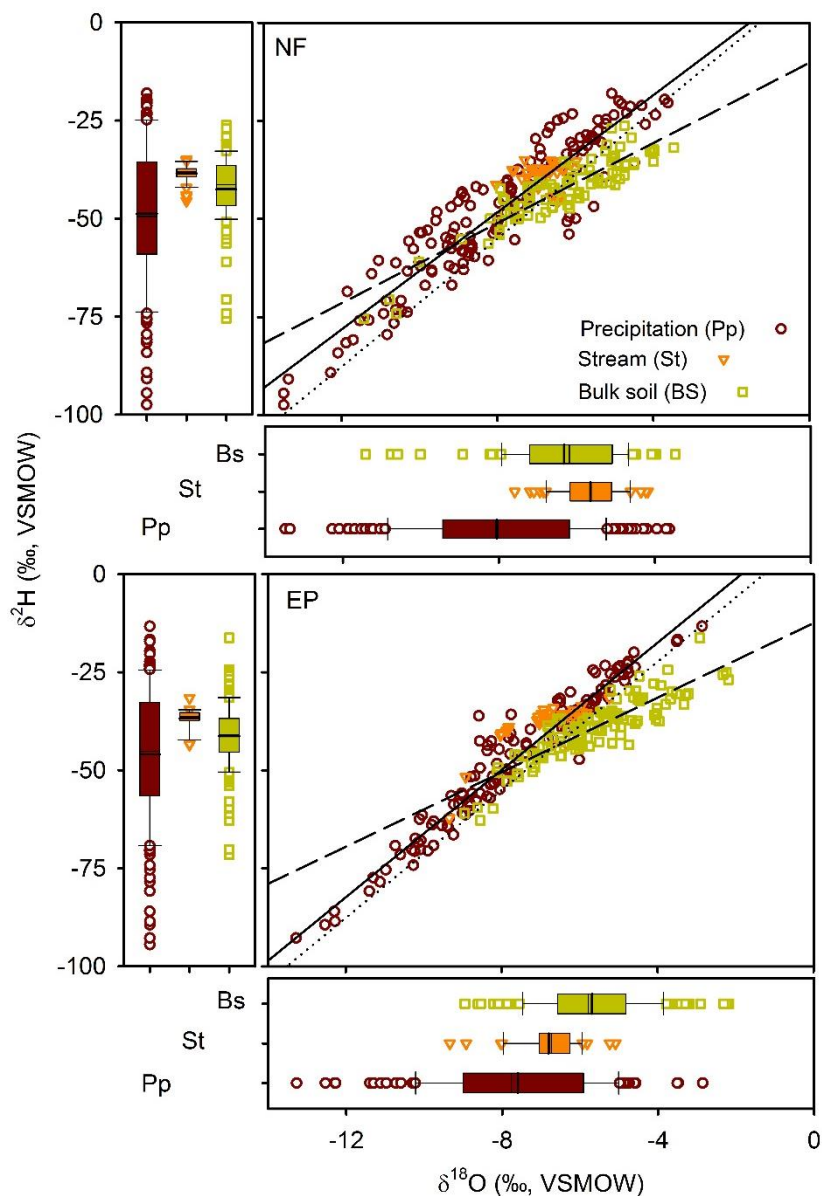 0
-25
-50
-75
-100
NF
Precipitation (Pp)
Stream (St)
Bulk soil (BS)
Bs
St
Pp
δ²H (‰, VSMOW)
0
-25
-50
-75
-100
EP
Bs
St
Pp
-12 -8 -4 0
δ¹⁸O (‰, VSMOW)